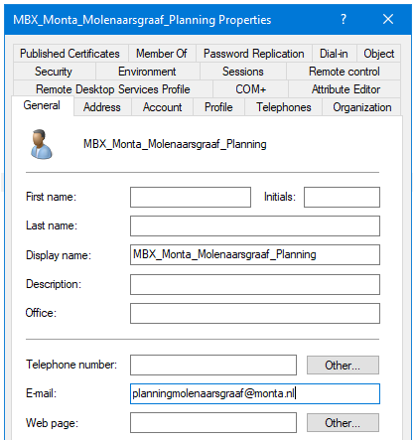 MBX_Monta_Molenaarsgraaf_Planning Properties ? ×
Published Certificates Member Of Password Replication Dial-in Object
Security Environment Sessions Remote control
Remote Desktop Services Profile COM+ Attribute Editor
General Address Account Profile Telephones Organization
MBX_Monta_Molenaarsgraaf_Planning
First name: Initials:
Last name:
Display name: MBX_Monta_Molenaarsgraaf_Planning
Description:
Office:
Telephone number: Other...
E-mail: planningmolenaarsgraaf@monta.nl
Web page: Other...